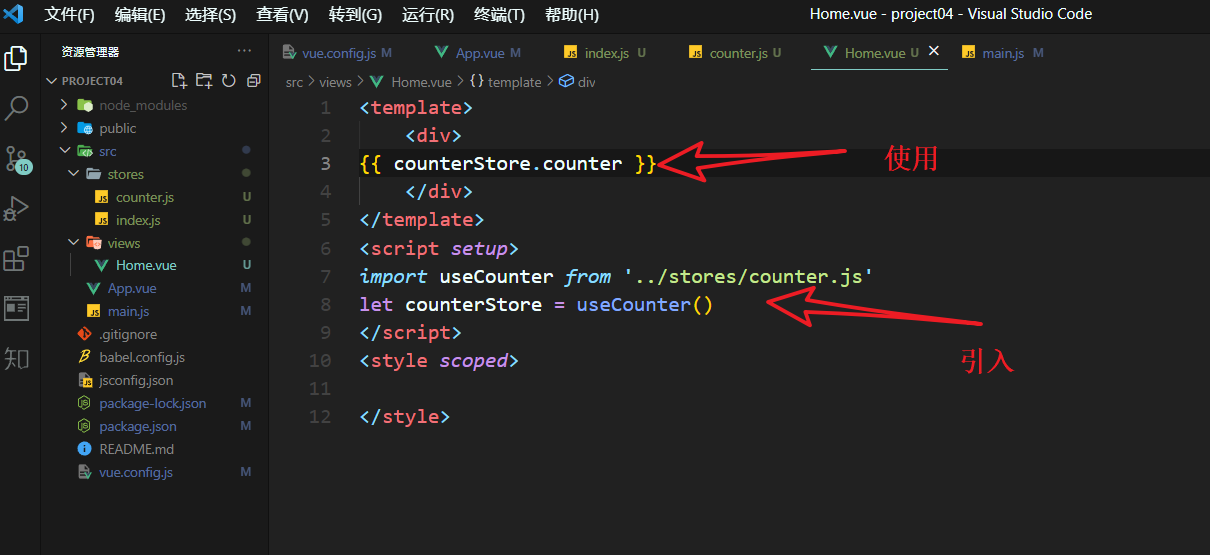 文件(F) 编辑(E) 选择(S) 查看(V) 转到(G) 运行(R) 终端(T) 帮助(H) Home.vue - project04 - Visual Studio Code
资源管理器 ···
vue.config.js M App.vue M JS index.js U JS counter.js U Home.vue U × JS main.js M
PROJECT04
src > views > Home.vue > {} template > div
node_modules
public
src
stores
JS counter.js U
JS index.js U
views
Home.vue U
App.vue M
JS main.js M
.gitignore
babel.config.js
jsconfig.json
package-lock.json M
package.json M
README.md
vue.config.js M
10
知
1 <template>
2 <div>
3 {{ counterStore.counter }}
使用
4 </div>
5 </template>
6 <script setup>
7 import useCounter from '../stores/counter.js'
8 let counterStore = useCounter()
引入
9 </script>
10 <style scoped>
11
12 </style>